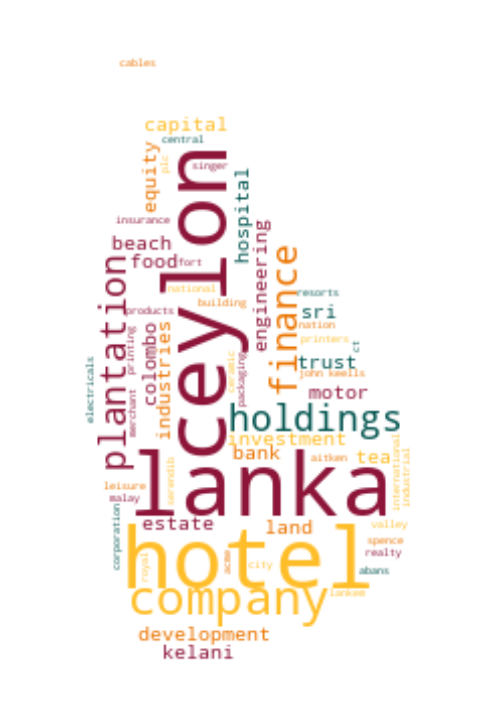 cables
capital
central
equity
plc
singer
ceylon
hospital
insurance
engineering
beach
food
fort
finance
plantation
national
resorts
building
products
sri
nation
colombo
industries
printing
printers
ct
electricals
merchant
ceramic
packaging
trust
john keells
motor
holdings
investment
bank
aitken
tea
international
industrial
lanka
serendib
leisure
malay
estate
land
valley
corporation
hotel
spence
realty
royal
acme
city
abans
company
lankem
development
kelani